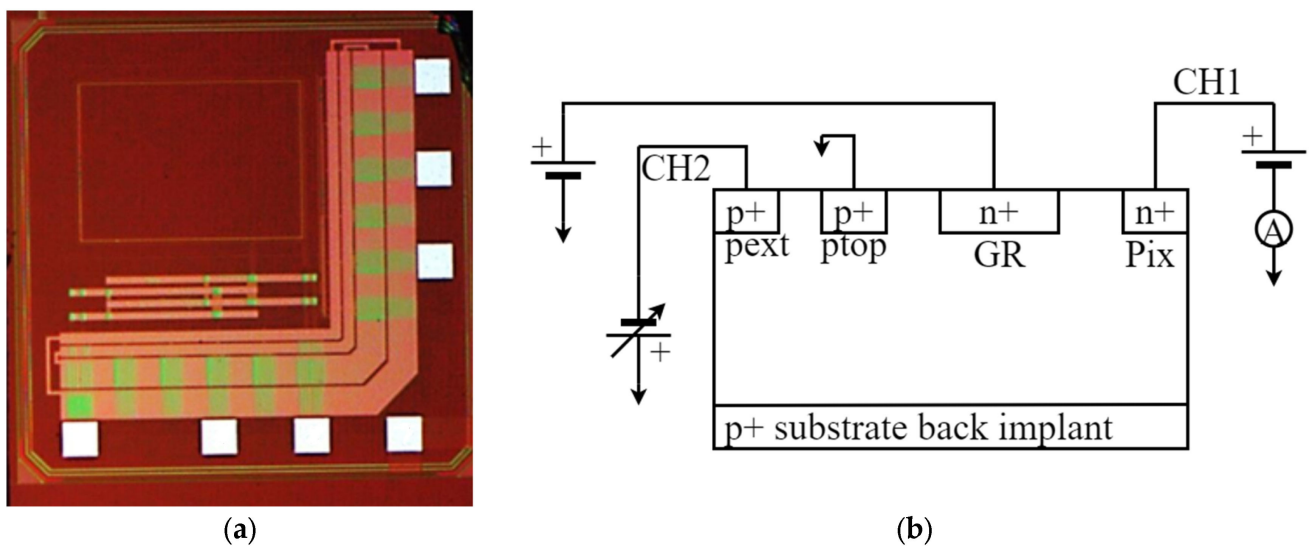 CH1
+
+
CH2
p+
p+
n+
n+
pext
ptop
GR
Pix
A
+
p+ substrate back implant
(a)
(b)